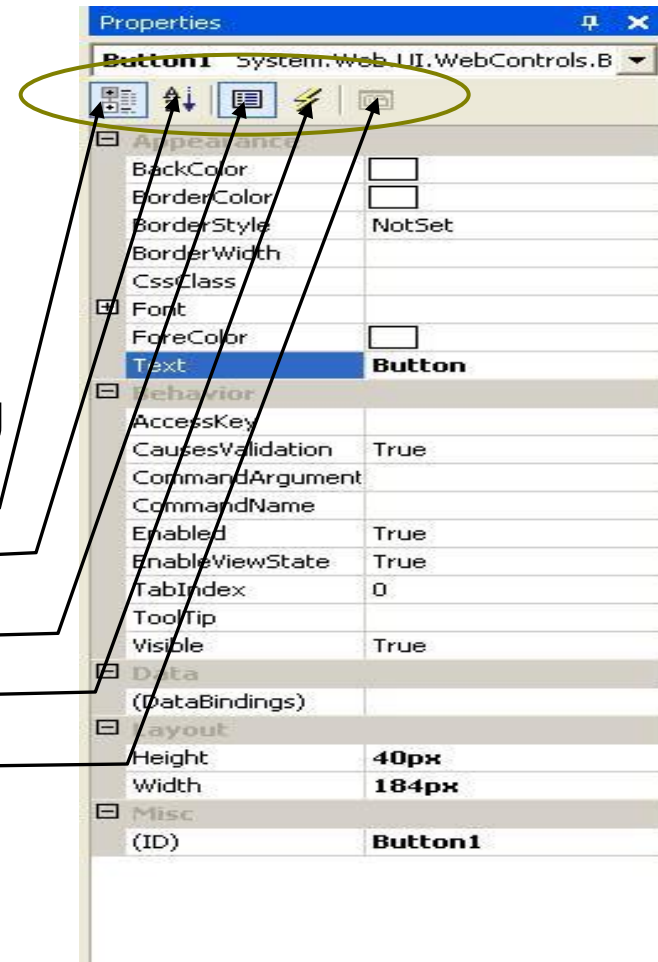 Properties
Button1 System.Web.UI.WebControls.B
Appearance
BackColor
BorderColor
BorderStyle NotSet
BorderWidth
CssClass
Font
ForeColor
Text Button
Behavior
AccessKey
CausesValidation True
CommandArgument
CommandName
Enabled True
EnableViewState True
TabIndex 0
ToolTip
Visible True
Data
(DataBindings)
Layout
Height 40px
Width 184px
Misc
(ID) Button1